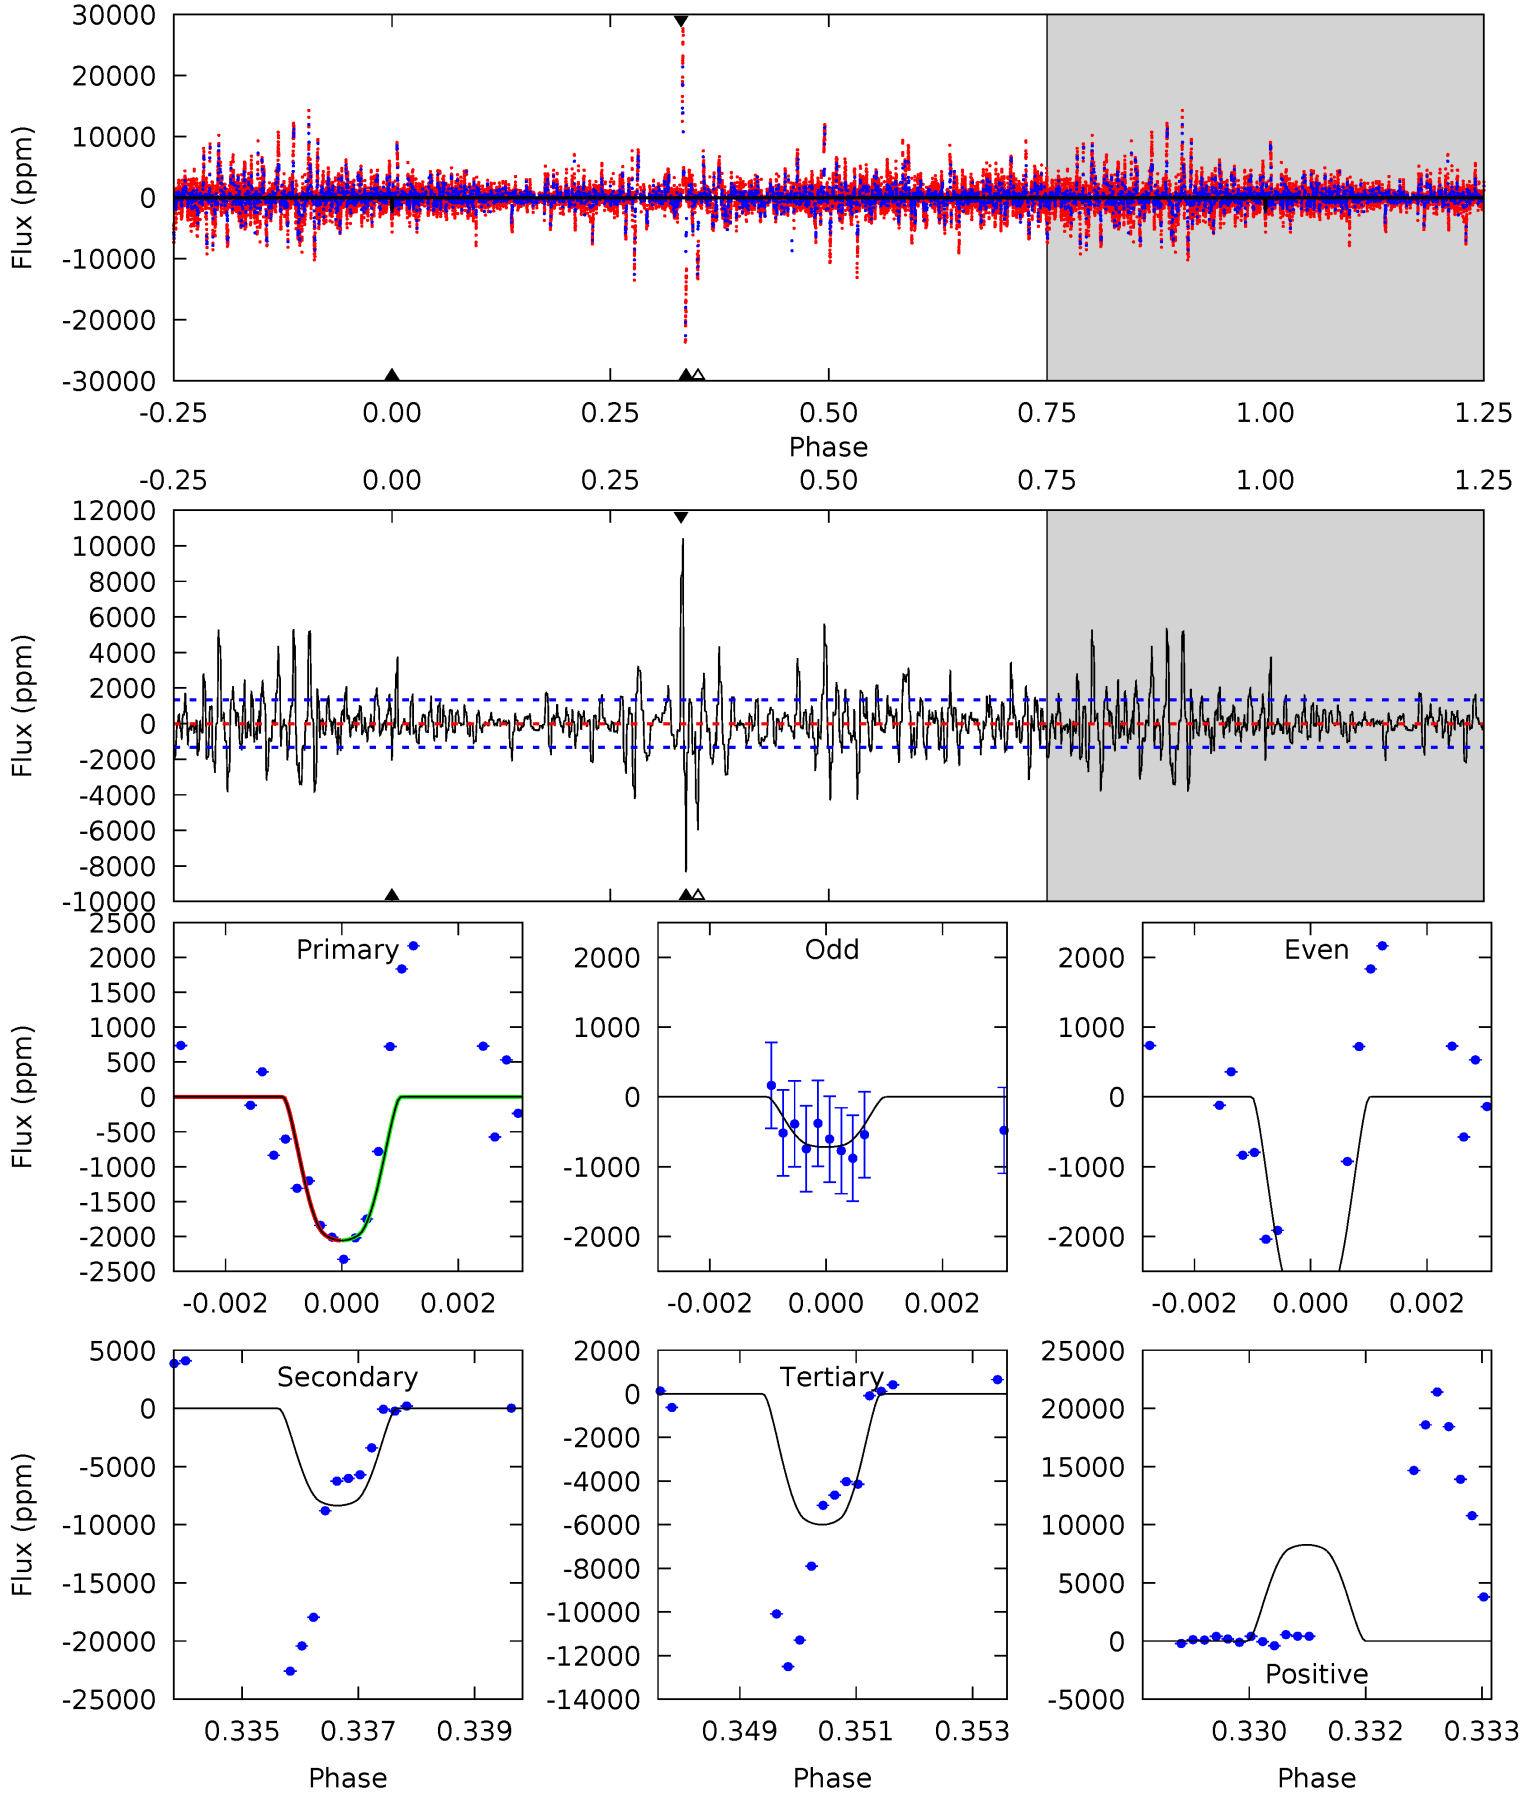 30000
20000
10000
0
-10000
-20000
-30000
Flux (ppm)
-0.25 0.00 0.25 0.50 0.75 1.00 1.25
Phase
-0.25 0.00 0.25 0.50 0.75 1.00 1.25
12000
10000
8000
6000
4000
2000
0
-2000
-4000
-6000
-8000
-10000
Flux (ppm)
Primary
2500
2000
1500
1000
500
0
-500
-1000
-1500
-2000
-2500
Flux (ppm)
-0.002 0.000 0.002
Odd
2000
1000
0
-1000
-2000
-0.002 0.000 0.002
Even
2000
1000
0
-1000
-2000
-0.002 0.000 0.002
Secondary
5000
0
-5000
-10000
-15000
-20000
-25000
Flux (ppm)
0.335 0.337 0.339
Phase
Tertiary
2000
0
-2000
-4000
-6000
-8000
-10000
-12000
-14000
0.349 0.351 0.353
Phase
Positive
25000
20000
15000
10000
5000
0
-5000
0.330 0.332 0.333
Phase